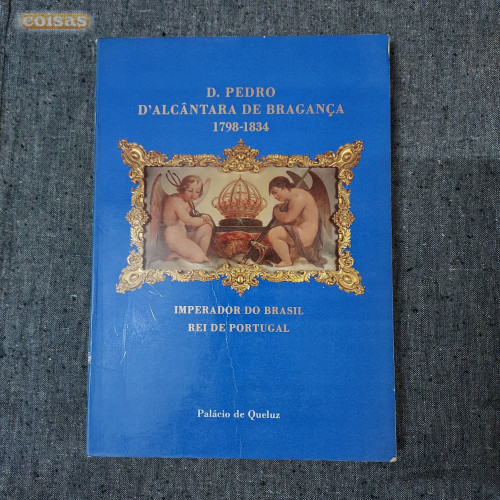 coisas
D. PEDRO
D'ALCÂNTARA DE BRAGANÇA
1798-1834
IMPERADOR DO BRASIL
REI DE PORTUGAL
Palácio de Queluz